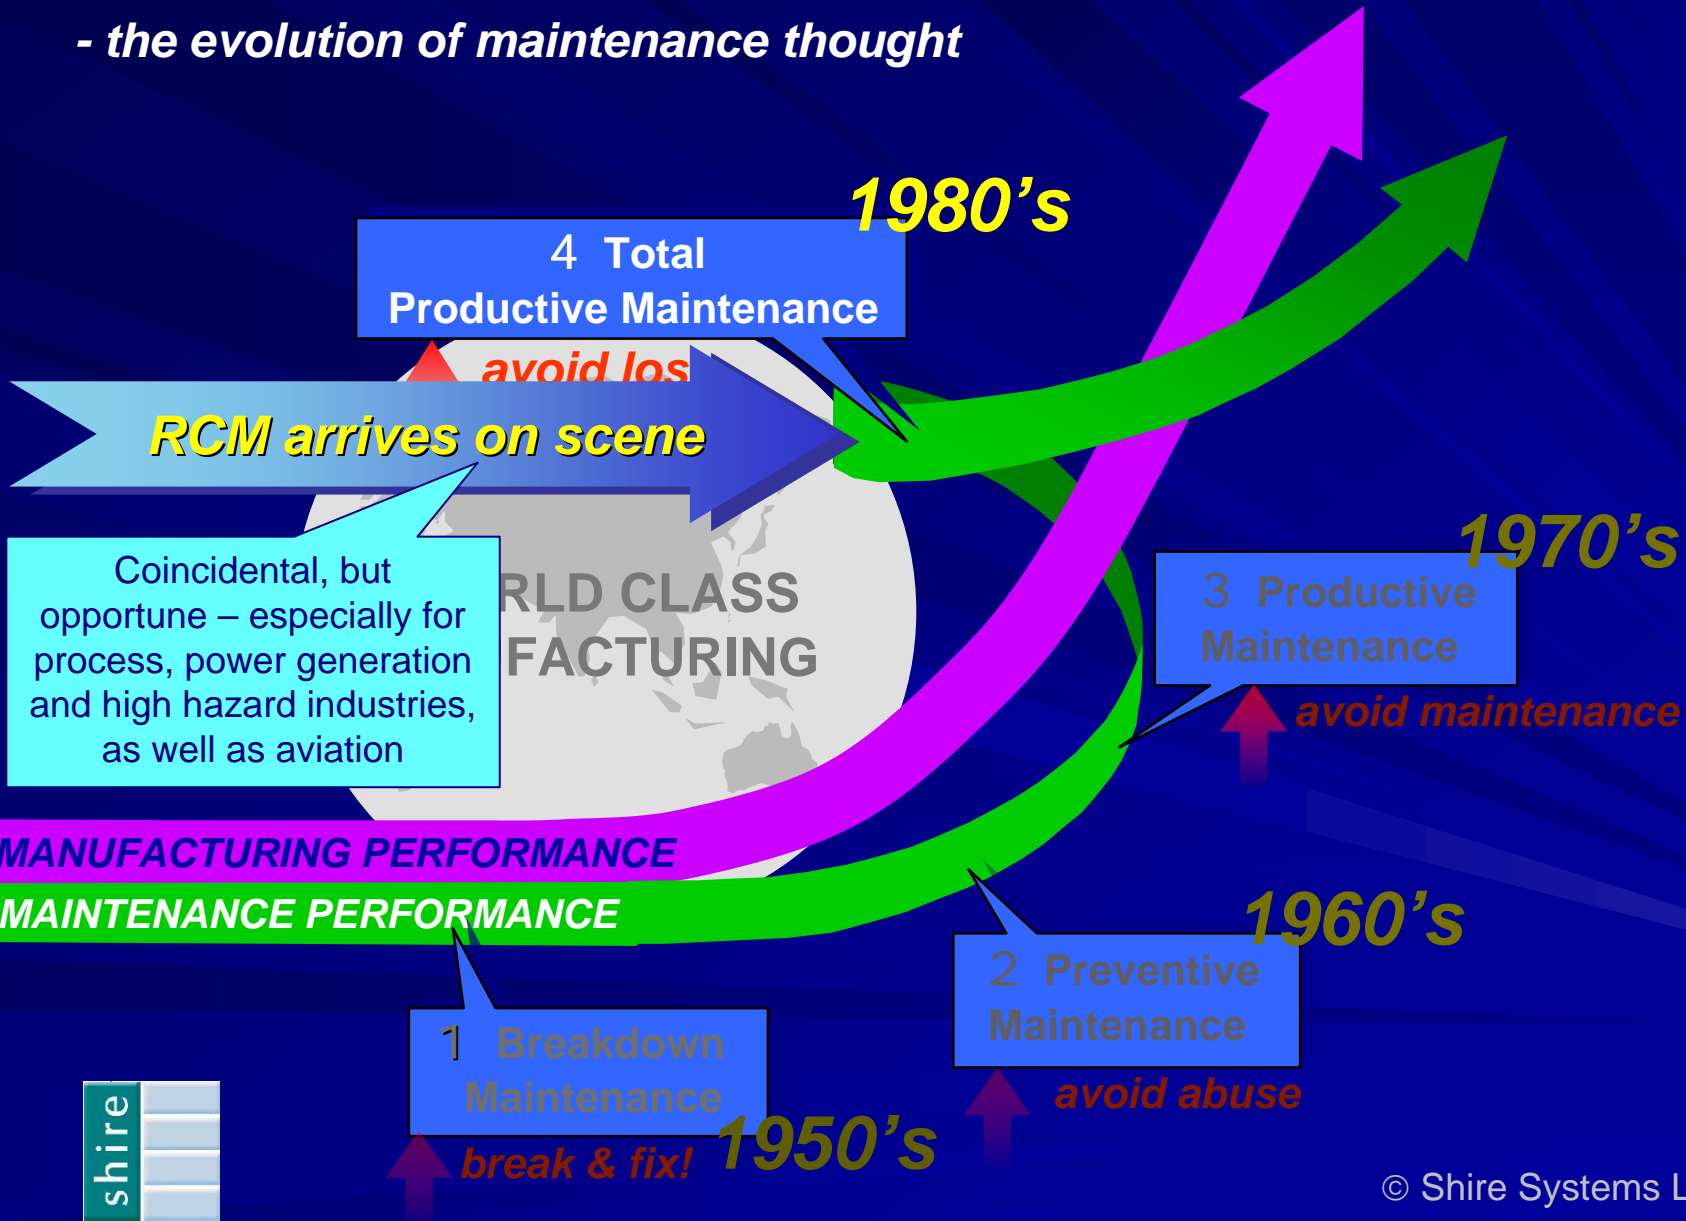 - the evolution of maintenance thought
1980’s
4 Total
Productive Maintenance
avoid los
RCM arrives on scene
Coincidental, but
opportune – especially for
process, power generation
and high hazard industries,
as well as aviation
RLD CLASS
FACTURING
1970’s
3 Productive
Maintenance
avoid maintenance
MANUFACTURING PERFORMANCE
MAINTENANCE PERFORMANCE
1960’s
2 Preventive
Maintenance
avoid abuse
1 Breakdown
Maintenance
1950’s
break & fix!
shire
© Shire Systems L